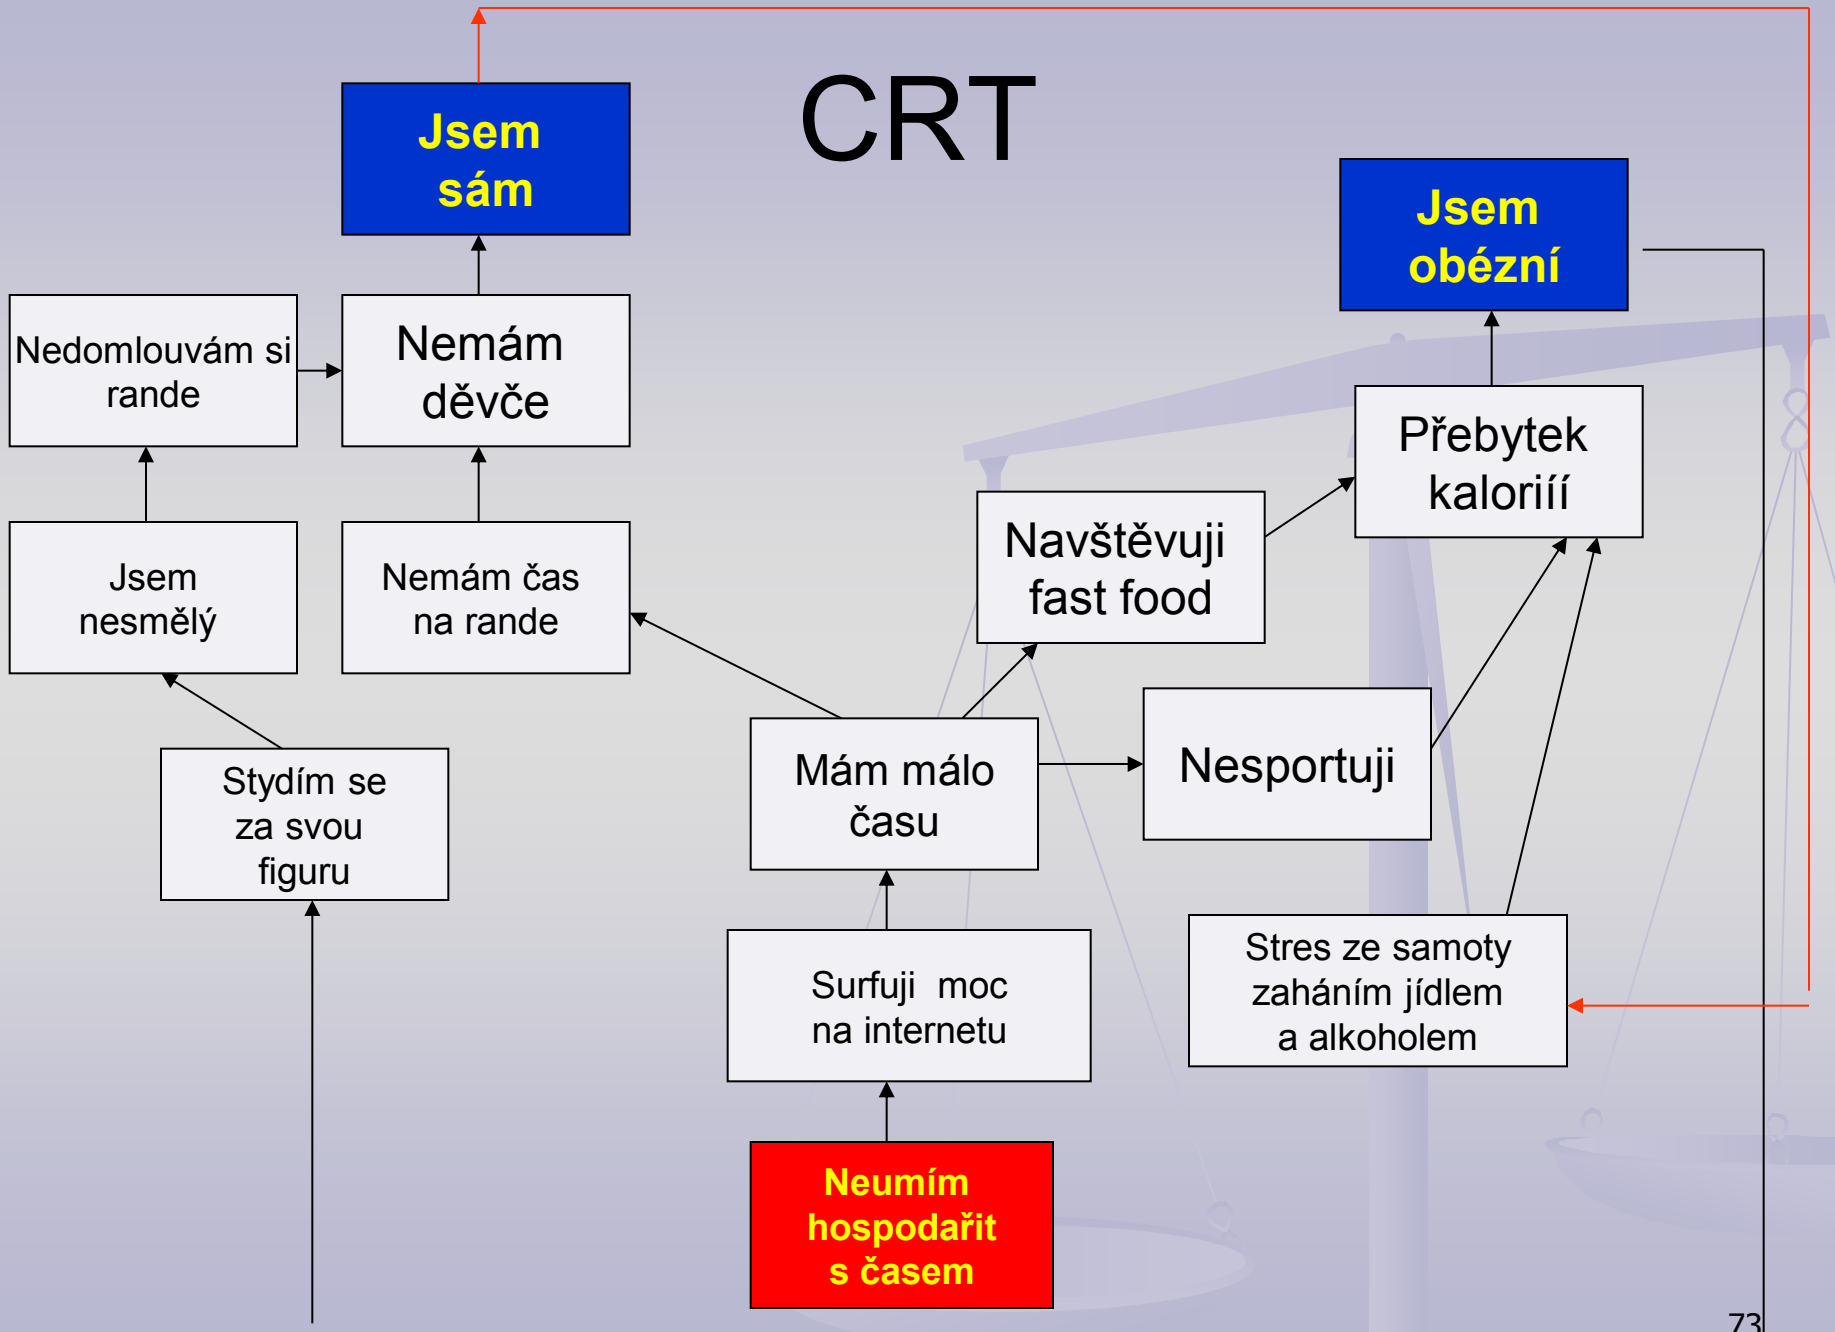 CRT
Jsem
sám
Jsem
obézní
Nedomlouvám si
rande
Nemám
děvče
Přebytek
kaloriíí
Navštěvuji
fast food
Jsem
nesmělý
Nemám čas
na rande
Mám málo
času
Nesportuji
Stydím se
za svou
figuru
Stres ze samoty
zaháním jídlem
a alkoholem
Surfuji  moc
na internetu
Neumím
hospodařit
s časem
73